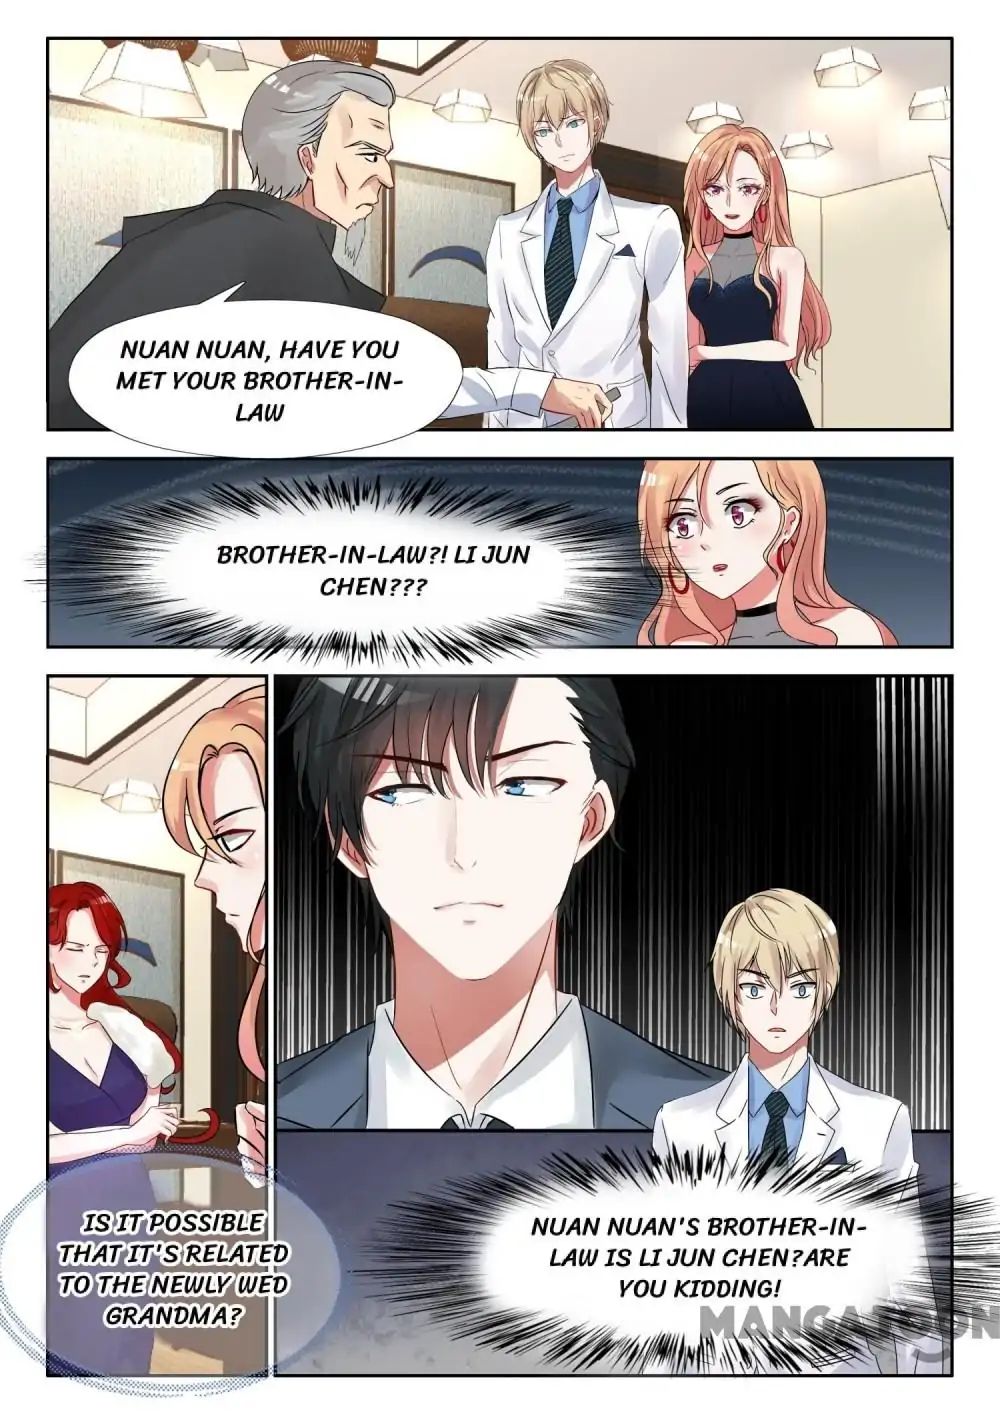 NUAN NUAN, HAVE YOU
MET YOUR BROTHER-IN-
LAW
BROTHER-IN-LAW?! LI JUN
CHEN???
IS IT POSSIBLE
THAT IT'S RELATED
TO THE NEWLY WED
GRANDMA?
NUAN NUAN'S BROTHER-IN-
LAW IS LI JUN CHEN?ARE
YOU KIDDING!
MANGATOON